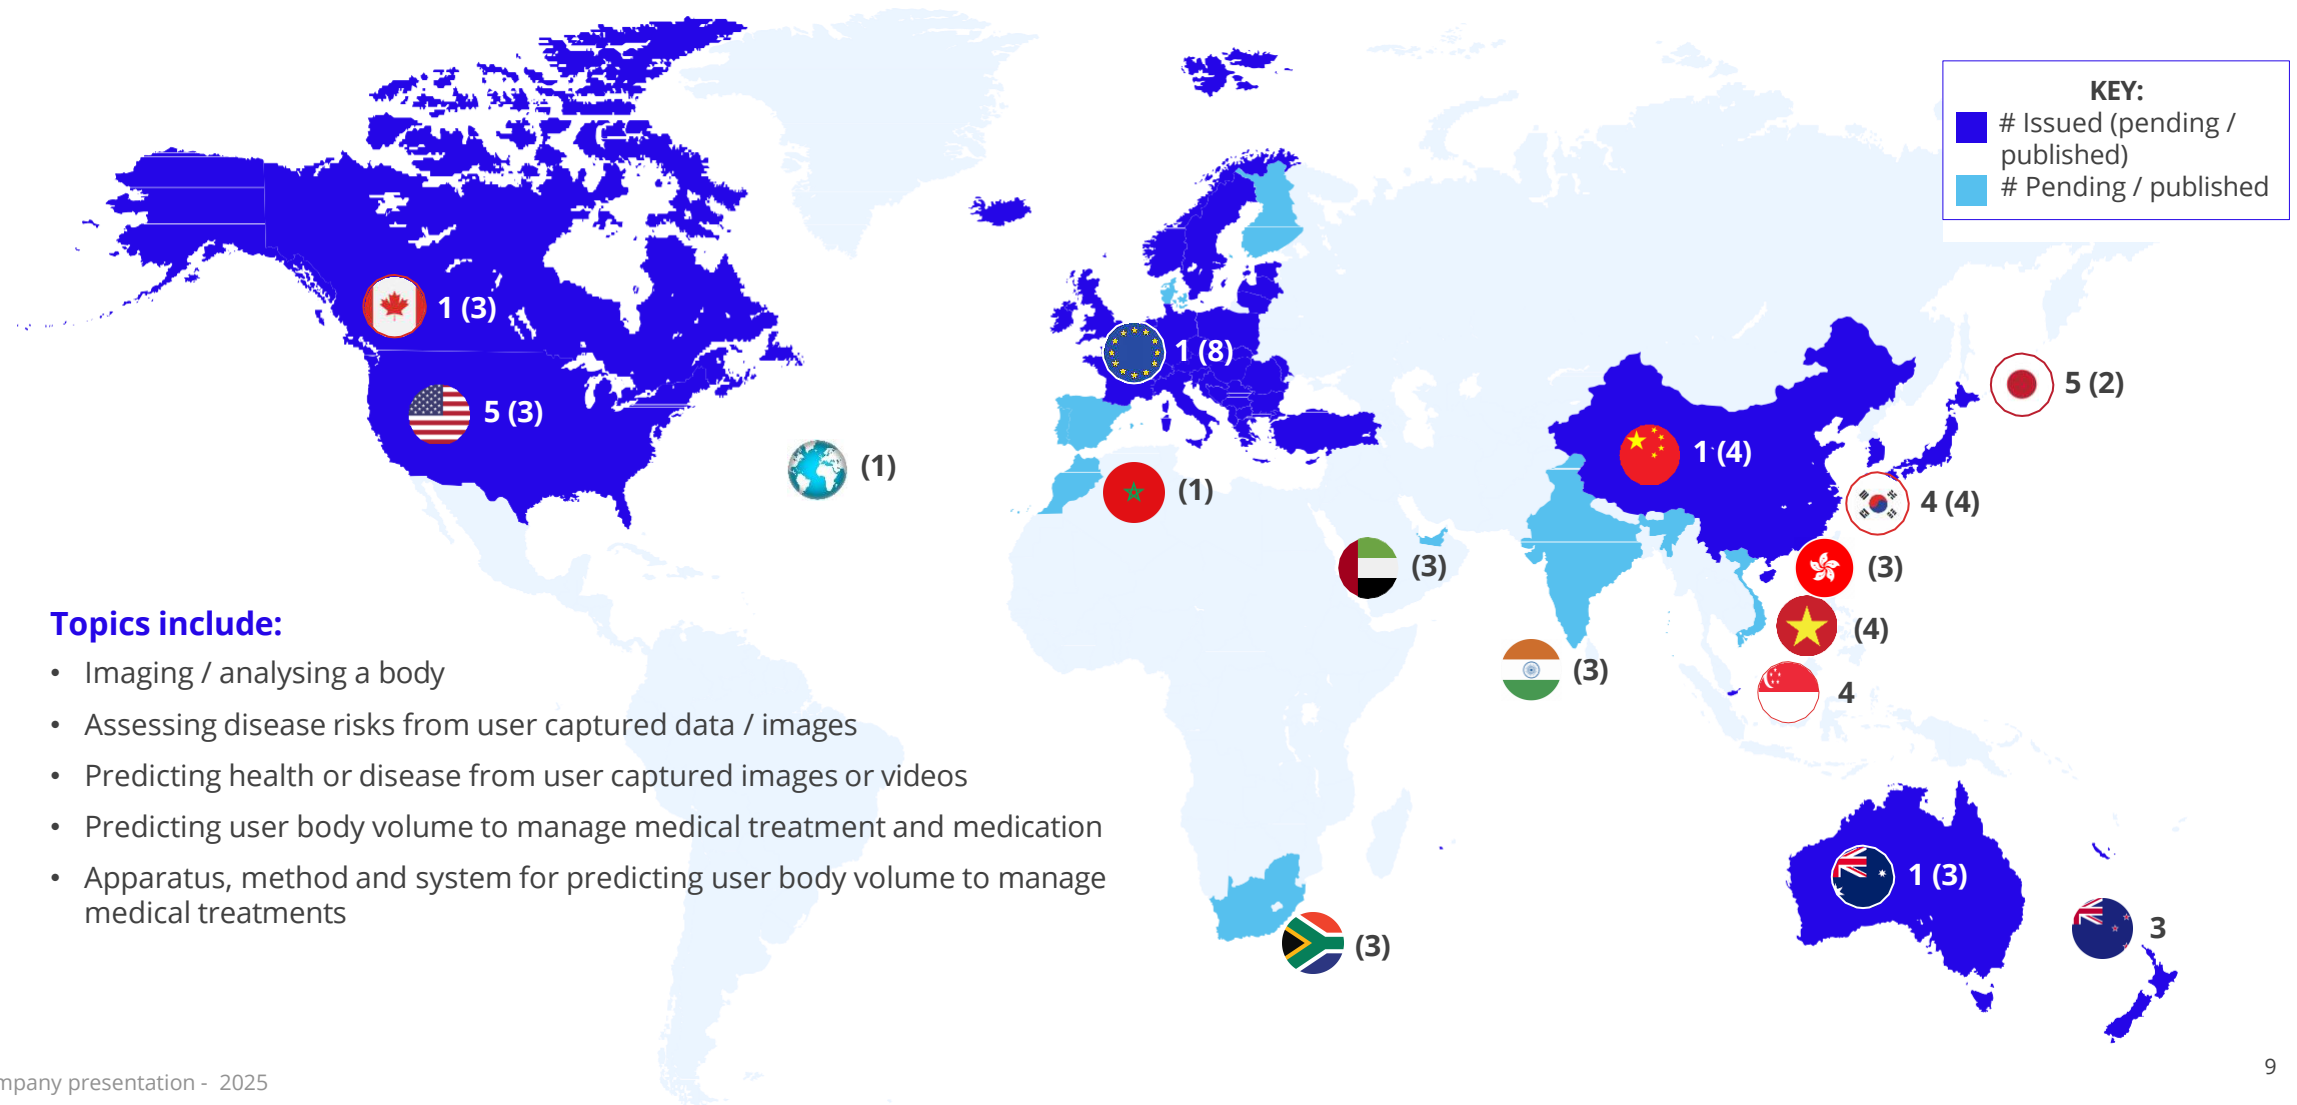 KEY:
# Issued (pending /
published)
# Pending / published
1 (3)
5 (3)
(1)
1 (8)
(1)
(3)
(3)
1 (4)
5 (2)
4 (4)
(3)
(4)
4
1 (3)
3
(3)
Topics include:
• Imaging / analysing a body
• Assessing disease risks from user captured data / images
• Predicting health or disease from user captured images or videos
• Predicting user body volume to manage medical treatment and medication
• Apparatus, method and system for predicting user body volume to manage
medical treatments
mpany presentation - 2025
9